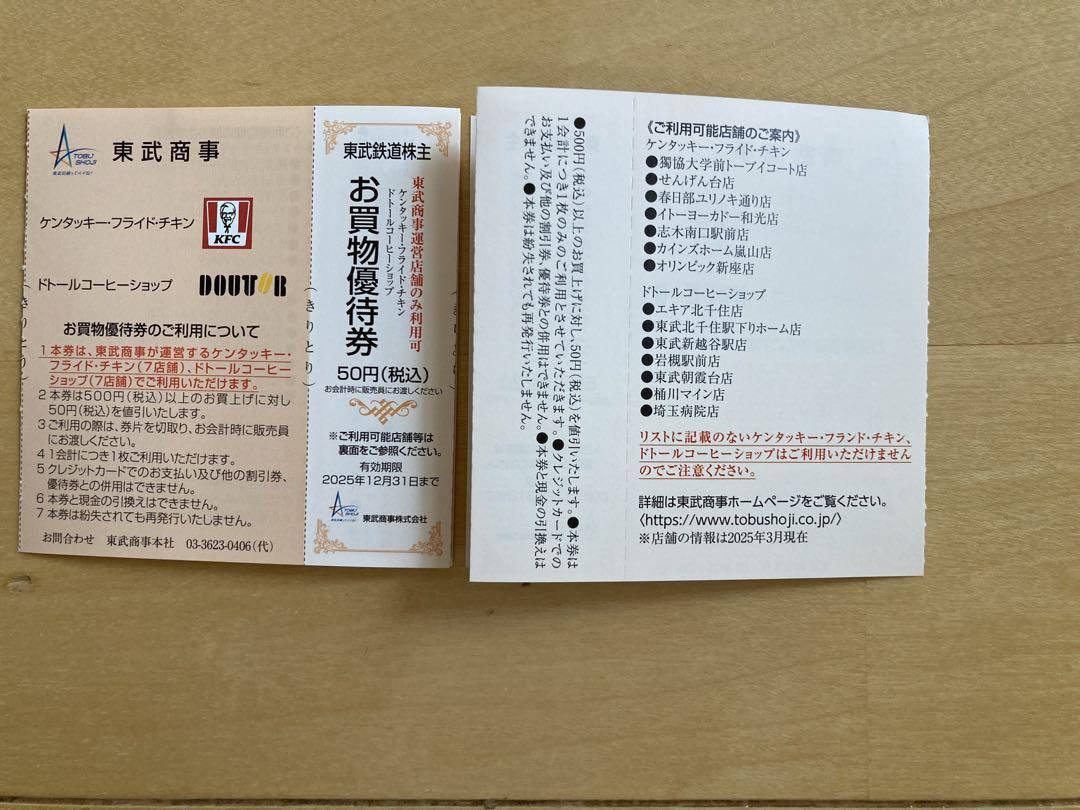 TOBU SHOJI
東武沿線ってイイね!
東武商事
ケンタッキー・フライド・チキン
KFC
ドトールコーヒーショップ
DOUTOR
お買物優待券のご利用について
1 本券は、東武商事が運営するケンタッキー・
フライド・チキン(7店舗)、ドトールコーヒー
ショップ(7店舗)でご利用いただけます。
2 本券は500円(税込)以上のお買上げに対し
50円(税込)を値引いたします。
3 ご利用の際は、券片を切取り、お会計時に販売員
にお渡しください。
4 1会計につき1枚ご利用いただけます。
5 クレジットカードでのお支払い及び他の割引券、
優待券との併用はできません。
6 本券と現金の引換えはできません。
7 本券は紛失されても再発行いたしません。
お問合わせ 東武商事本社 03-3623-0406(代)
(きりとり)
東武鉄道株主
東武商事運営店舗のみ利用可
ケンタッキーフライドチキン
ドトールコーヒーショップ
お買物優待券
50円(税込)
お会計時に販売員にお渡しください
※ご利用可能店舗等は
裏面をご参照ください。
有効期限
2025年12月31日まで
TOBU SHOJI
東武商事株式会社
●500円(税込)以上のお買上げに対し、50円(税込)を値引いたします。●本券は
1会計につき1枚のみのご利用とさせていただきます。●クレジットカードでの
お支払い及び他の割引券、優待券との併用はできません。●本券と現金の引換えは
できません。●本券は紛失されても再発行いたしません。
《ご利用可能店舗のご案内》
ケンタッキー・フライド・チキン
●獨協大学前トーブイコート店
●せんげん台店
●春日部ユリノキ通り店
●イトーヨーカドー和光店
●志木南口駅前店
●カインズホーム嵐山店
●オリンピック新座店
ドトールコーヒーショップ
●エキア北千住店
●東武北千住駅下りホーム店
●東武新越谷駅店
●岩槻駅前店
●東武朝霞台店
●桶川マイン店
●埼玉病院店
リストに記載のないケンタッキー・フランド・チキン、
ドトールコーヒーショップはご利用いただけません
のでご注意ください。
詳細は東武商事ホームページをご覧ください。
〈https://www.tobushoji.co.jp/〉
※店舗の情報は2025年3月現在